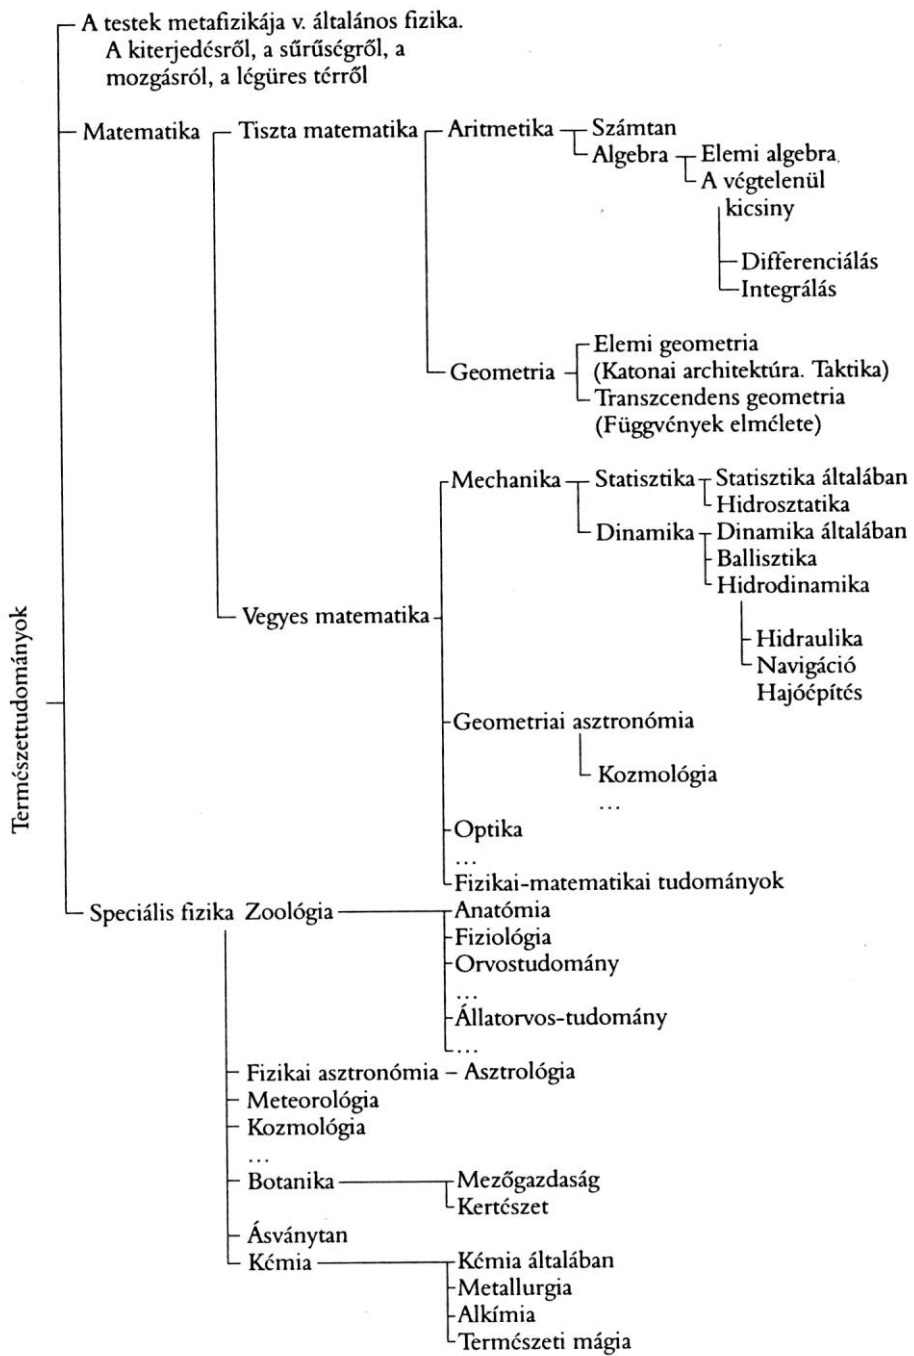 A testek metafizikája v. általános fizika.
A kiterjedésről, a sűrűségről, a
mozgásról, a légüres térről
Matematika
Tiszta matematika
Aritmetika
Számtan
Algebra
Elemi algebra
A végtelenül
kicsiny
Differenciálás
Integrálás
Geometria
Elemi geometria
(Katonai architektúra. Taktika)
Transzcendens geometria
(Függvények elmélete)
Vegyes matematika
Mechanika
Statisztika
Statisztika általában
Hidrosztatika
Dinamika
Dinamika általában
Ballisztika
Hidrodinamika
Hidraulika
Navigáció
Hajóépítés
Geometriai asztronómia
Kozmológia
...
Optika
...
Fizikai-matematikai tudományok
Természettudományok
Speciális fizika
Zoológia
Anatómia
Fiziológia
Orvostudomány
...
Állatorvos-tudomány
...
Fizikai asztronómia – Asztrológia
Meteorológia
Kozmológia
...
Botanika
Mezőgazdaság
Kertészet
Ásványtan
Kémia
Kémia általában
Metallurgia
Alkímia
Természeti mágia